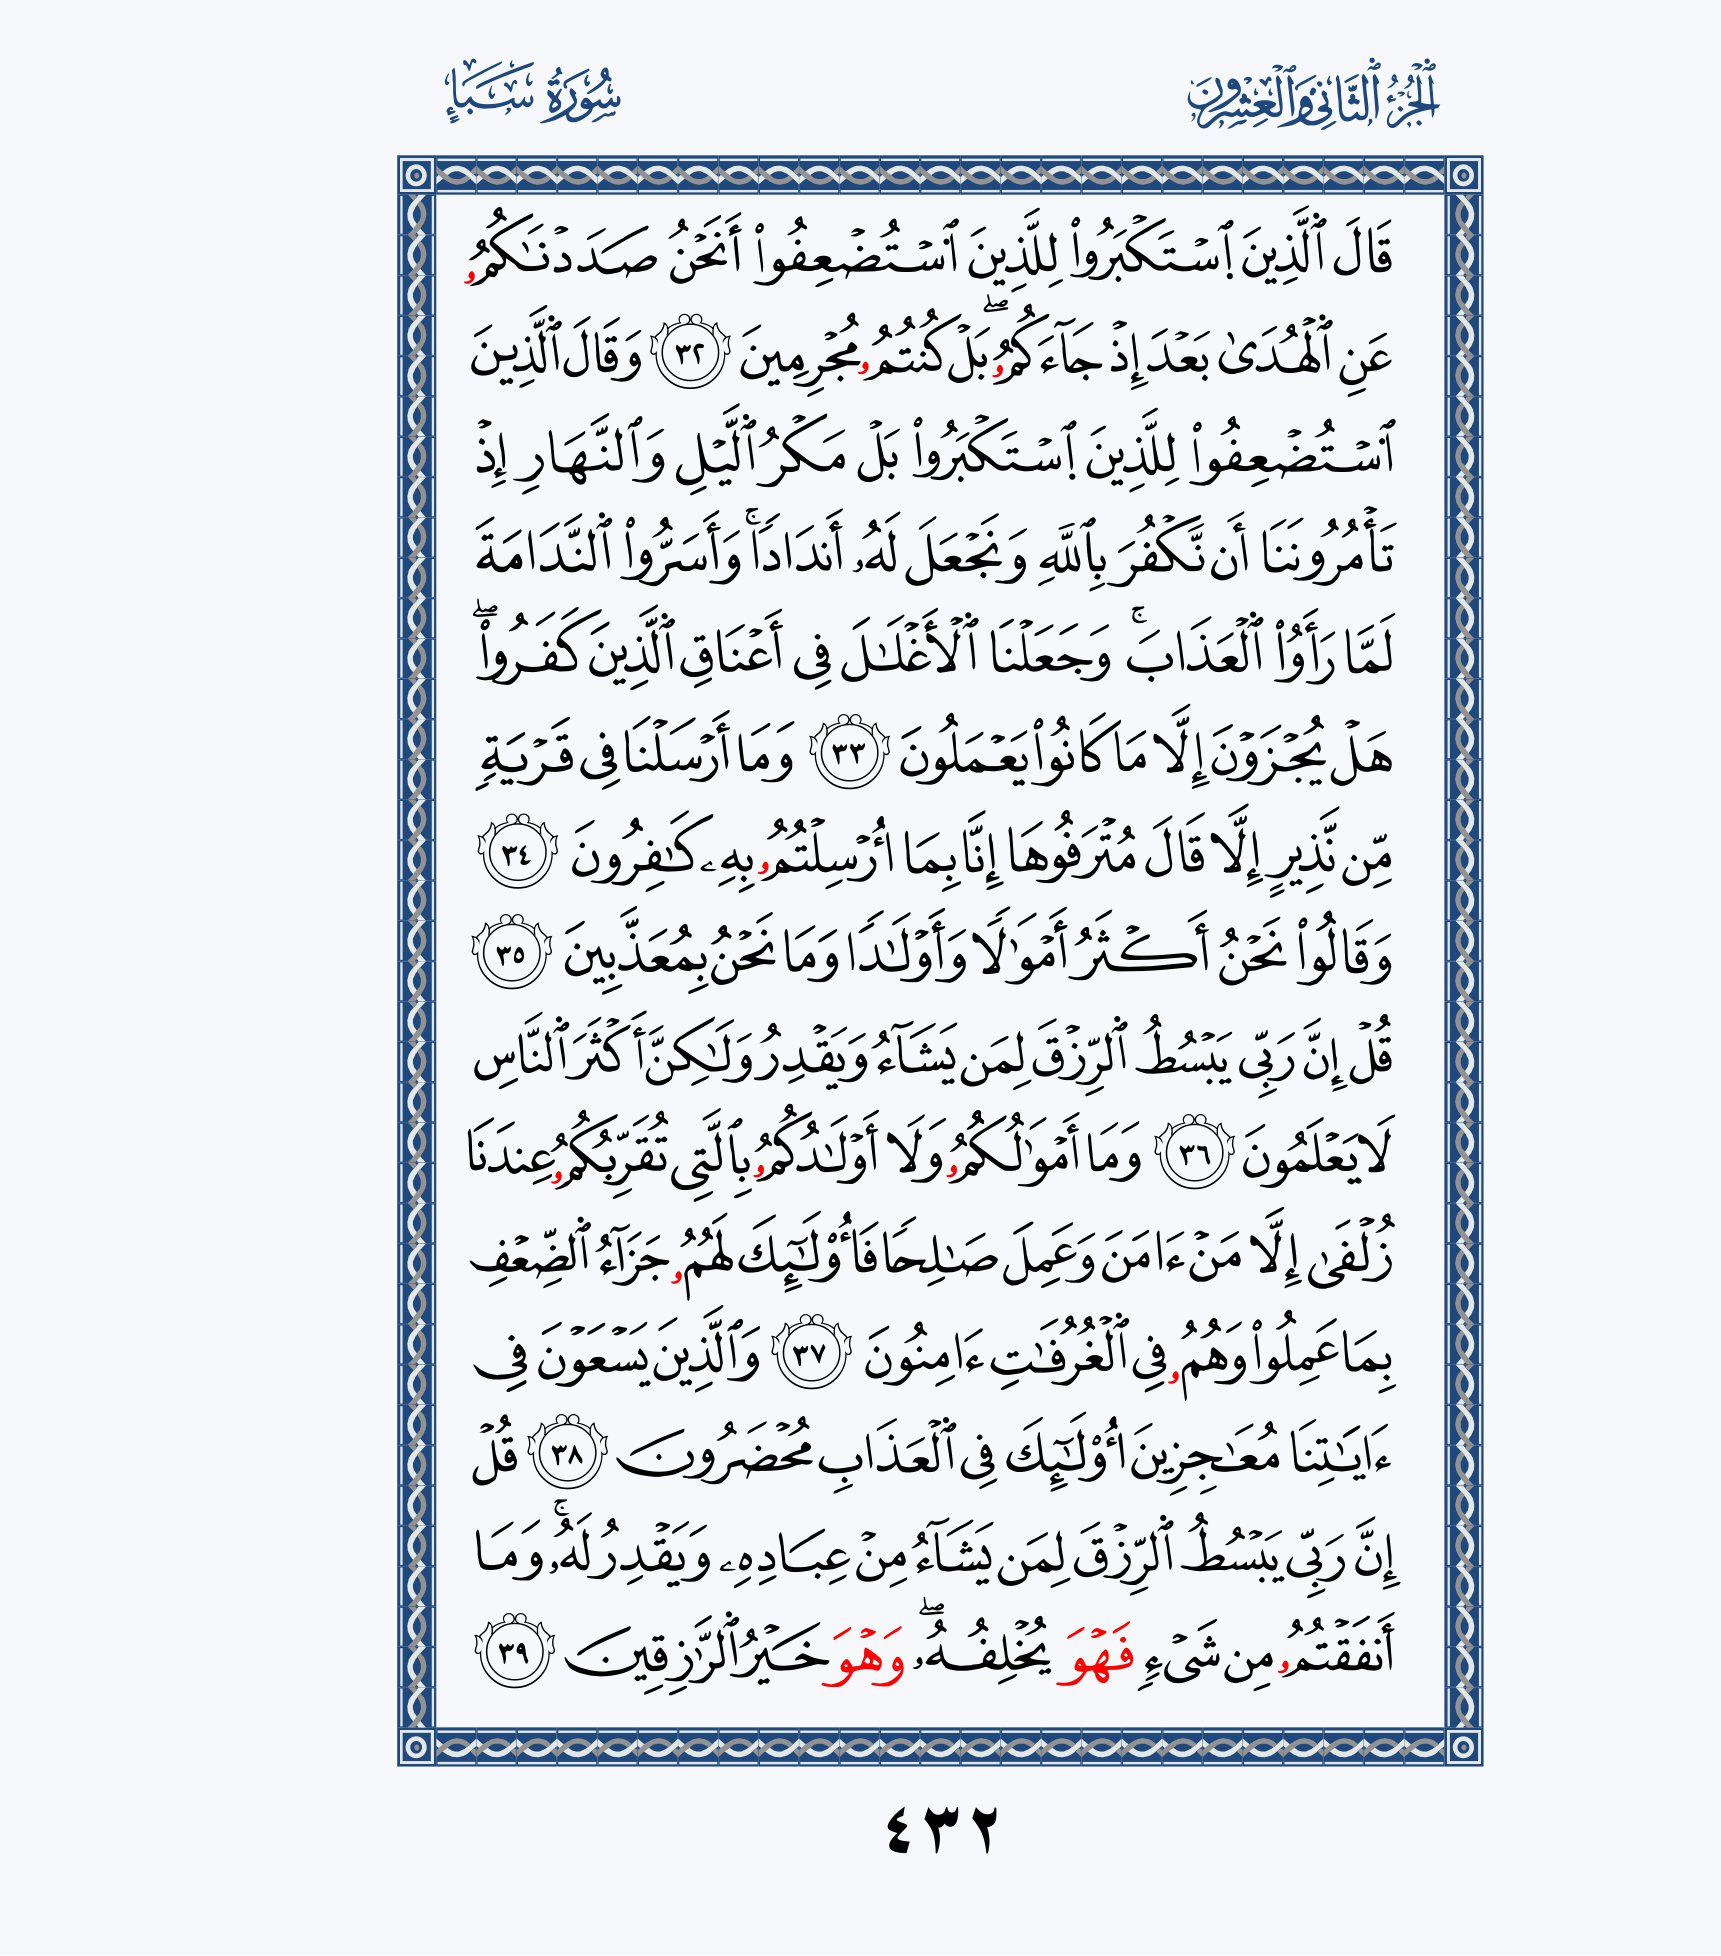 ٱلْجُزْءُ ٱلثَّانِي وَٱلْعِشْرُونَ
سُورَةُ سَبَإٍ
قَالَ ٱلَّذِينَ ٱسۡتَكۡبَرُواْ لِلَّذِينَ ٱسۡتُضۡعِفُوٓاْ أَنَحۡنُ صَدَدۡنَٰكُمُۥ
عَنِ ٱلۡهُدَىٰ بَعۡدَ إِذۡ جَآءَكُمُۥۖ بَلۡ كُنتُمُۥ مُجۡرِمِينَ ٣٢ وَقَالَ ٱلَّذِينَ
ٱسۡتُضۡعِفُواْ لِلَّذِينَ ٱسۡتَكۡبَرُواْ بَلۡ مَكۡرُ ٱلَّيۡلِ وَٱلنَّهَارِ إِذۡ
تَأۡمُرُونَنَا أَن نَّكۡفُرَ بِٱللَّهِ وَنَجۡعَلَ لَهُۥ أَندَادًاۚ وَأَسَرُّواْ ٱلنَّدَامَةَ
لَمَّا رَأَوُاْ ٱلۡعَذَابَۚ وَجَعَلۡنَا ٱلۡأَغۡلَٰلَ فِي أَعۡنَاقِ ٱلَّذِينَ كَفَرُواْۖ
هَلۡ يُجۡزَوۡنَ إِلَّا مَا كَانُواْ يَعۡمَلُونَ ٣٣ وَمَا أَرۡسَلۡنَا فِي قَرۡيَةٖ
مِّن نَّذِيرٍ إِلَّا قَالَ مُتۡرَفُوهَا إِنَّا بِمَا أُرۡسِلۡتُمُۥ بِهِۦ كَٰفِرُونَ ٣٤
وَقَالُواْ نَحۡنُ أَكۡثَرُ أَمۡوَٰلًا وَأَوۡلَٰدًا وَمَا نَحۡنُ بِمُعَذَّبِينَ ٣٥
قُلۡ إِنَّ رَبِّي يَبۡسُطُ ٱلرِّزۡقَ لِمَن يَشَآءُ وَيَقۡدِرُ وَلَٰكِنَّ أَكۡثَرَ ٱلنَّاسِ
لَا يَعۡلَمُونَ ٣٦ وَمَا أَمۡوَٰلُكُمُۥ وَلَا أَوۡلَٰدُكُمُۥ بِٱلَّتِي تُقَرِّبُكُمُۥ عِندَنَا
زُلۡفَىٰ إِلَّا مَنۡ ءَامَنَ وَعَمِلَ صَٰلِحًا فَأُوْلَٰٓئِكَ لَهُمُۥ جَزَآءُ ٱلضِّعۡفِ
بِمَا عَمِلُواْ وَهُمُۥ فِي ٱلۡغُرُفَٰتِ ءَامِنُونَ ٣٧ وَٱلَّذِينَ يَسۡعَوۡنَ فِي
ءَايَٰتِنَا مُعَٰجِزِينَ أُوْلَٰٓئِكَ فِي ٱلۡعَذَابِ مُحۡضَرُونَ ٣٨ قُلۡ
إِنَّ رَبِّي يَبۡسُطُ ٱلرِّزۡقَ لِمَن يَشَآءُ مِنۡ عِبَادِهِۦ وَيَقۡدِرُ لَهُۥۚ وَمَا
أَنفَقۡتُمُۥ مِن شَيۡءٖ فَهۡوَ يُخۡلِفُهُۥۖ وَهۡوَ خَيۡرُ ٱلرَّٰزِقِينَ ٣٩
٤٣٢